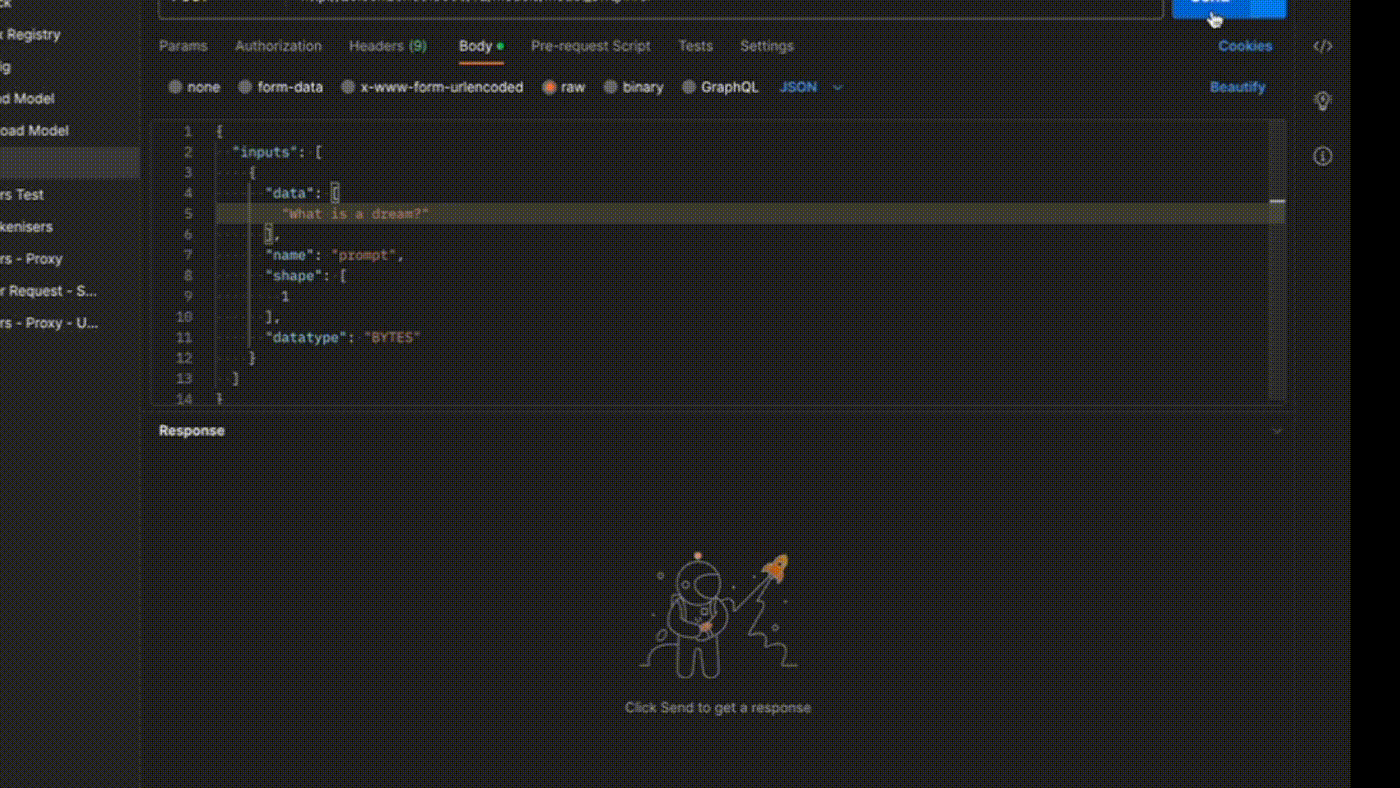 Registry
ig
d Model
oad Model
rs Test
kenisers
rs - Proxy
r Request - S...
rs - Proxy - U...
Params Authorization Headers (9) Body Pre-request Script Tests Settings Cookies
none form-data x-www-form-urlencoded raw binary GraphQL JSON Beautify
1 {
2 "inputs": [
3 {
4 "data": [
5 "What is a dream?"
6 ],
7 "name": "prompt",
8 "shape": [
9 1
10 ],
11 "datatype": "BYTES"
12 }
13 ]
14 }
Response
Click Send to get a response